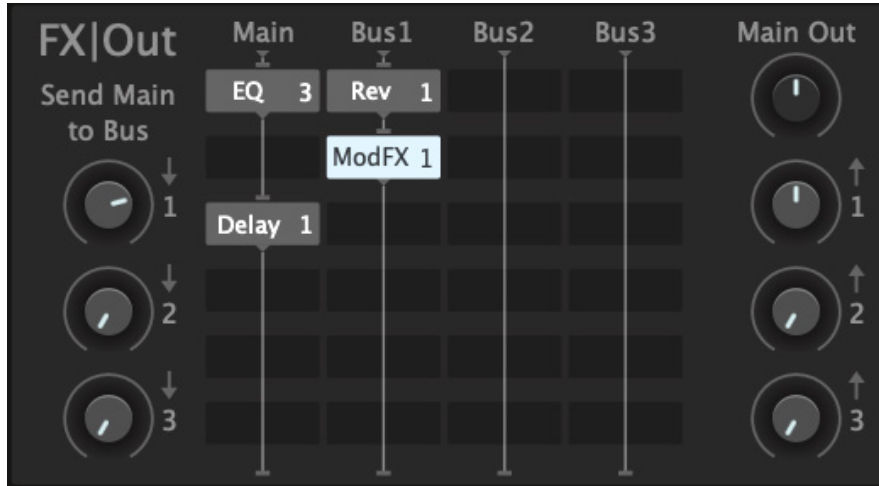 FX|Out
Main
Bus1
Bus2
Bus3
Main Out
Send Main
to Bus
EQ 3
Rev 1
ModFX 1
Delay 1
1
2
3
1
2
3